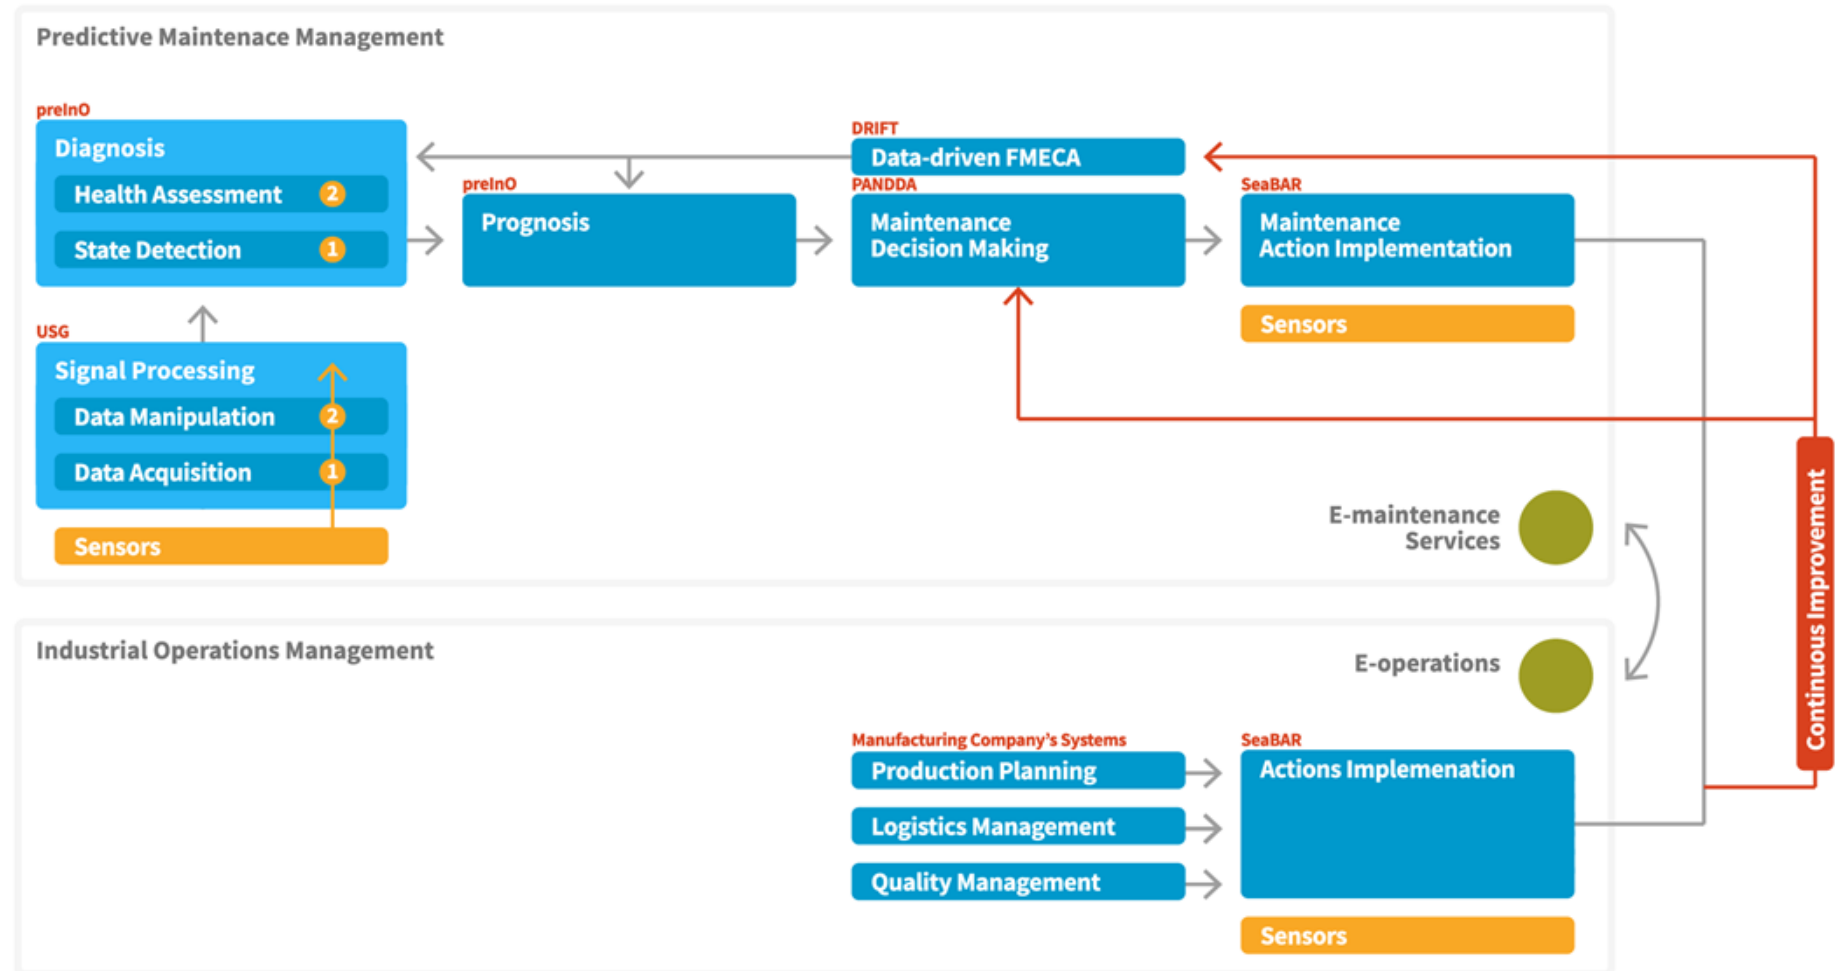 Predictive Maintenace Management
preInO
Diagnosis
Health Assessment 2
State Detection 1
preInO
Prognosis
DRIFT
Data-driven FMECA
PANDDA
Maintenance
Decision Making
SeaBAR
Maintenance
Action Implementation
Sensors
USG
Signal Processing
Data Manipulation 2
Data Acquisition 1
Sensors
E-maintenance
Services
Continuous Improvement
Industrial Operations Management
E-operations
Manufacturing Company's Systems
Production Planning
Logistics Management
Quality Management
SeaBAR
Actions Implemenation
Sensors